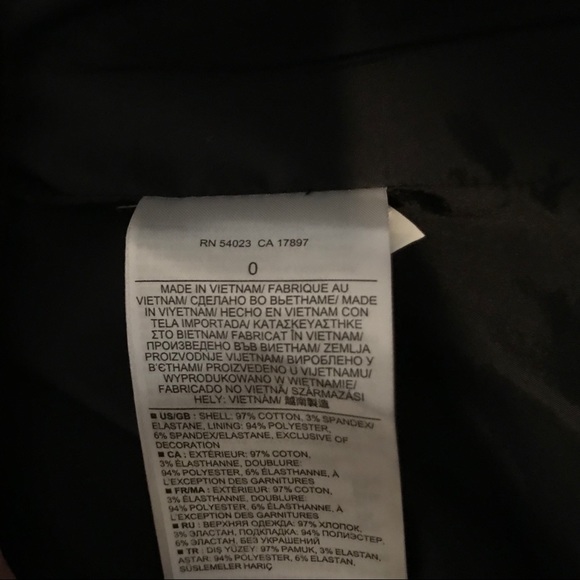 RN 54023 CA 17897
0
MADE IN VIETNAM/ FABRIQUE AU
VIETNAM/ СДЕЛАНО ВО ВЬЕТНАМЕ/ MADE
IN VIYETNAM/ HECHO EN VIETNAM CON
TELA IMPORTADA/ ΚΑΤΑΣΚΕΥΑΣΤΗΚΕ
ΣΤΟ ΒΙΕΤΝΑΜ/ FABRICAT ÎN VIETNAM/
ПРОИЗВЕДЕНО ВЪВ ВИЕТНАМ/ ZEMLJA
PROIZVODNJE VIJETNAM/ ВИРОБЛЕНО У
В'ЄТНАМІ/ PROIZVEDENO U VIJETNAMU/
WYPRODUKOWANO W WIETNAMIE/
FABRICADO NO VIETNÃ/ SZÁRMAZÁSI
HELY: VIETNÁM/ 越南製造
■ US/GB : SHELL: 97% COTTON, 3% SPANDEX/
ELASTANE, LINING: 94% POLYESTER,
6% SPANDEX/ELASTANE, EXCLUSIVE OF
DECORATION
■ CA : EXTÉRIEUR: 97% COTON,
3% ÉLASTHANNE, DOUBLURE:
94% POLYESTER, 6% ÉLASTHANNE, À
L'EXCEPTION DES GARNITURES
■ FR/MA : EXTÉRIEUR: 97% COTON,
3% ÉLASTHANNE, DOUBLURE:
94% POLYESTER, 6% ÉLASTHANNE, À
L'EXCEPTION DES GARNITURES
■ RU : ВЕРХНЯЯ ОДЕЖДА: 97% ХЛОПОК,
3% ЭЛАСТАН, ПОДКЛАДКА: 94% ПОЛИЭСТЕР,
6% ЭЛАСТАН, БЕЗ УКРАШЕНИЙ
■ TR : DIŞ YÜZEY: 97% PAMUK, 3% ELASTAN,
ASTAR: 94% POLYESTER, 6% ELASTAN,
SÜSLEMELER HARİÇ